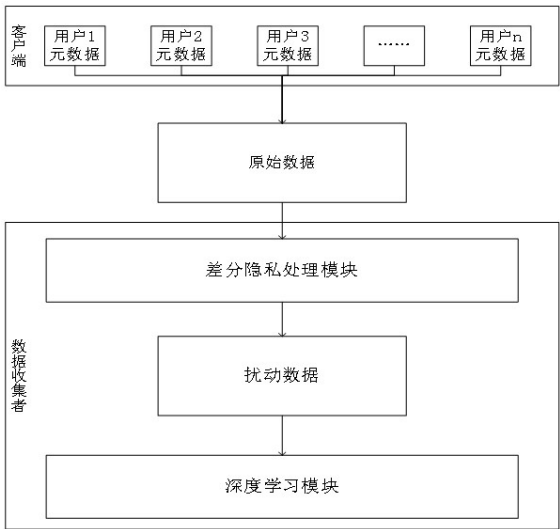 客户端
用户1
元数据
用户2
元数据
用户3
元数据
……
用户n
元数据
原始数据
数据收集者
差分隐私处理模块
扰动数据
深度学习模块